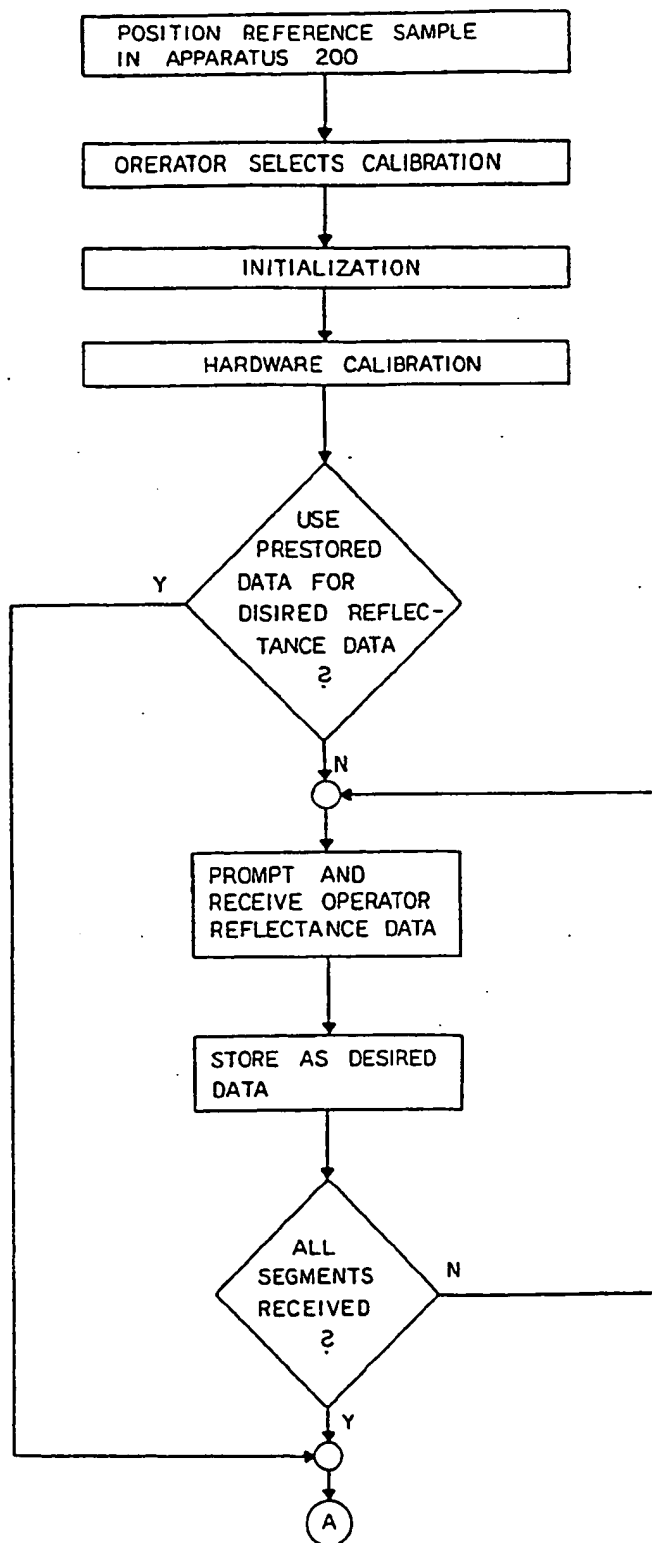 POSITION REFERENCE SAMPLE
IN APPARATUS 200
ORERATOR SELECTS CALIBRATION
INITIALIZATION
HARDWARE CALIBRATION
USE
PRESTORED
DATA FOR
DISIRED REFLEC-
TANCE DATA
?
Y
N
PROMPT AND
RECEIVE OPERATOR
REFLECTANCE DATA
STORE AS DESIRED
DATA
ALL
SEGMENTS
RECEIVED
?
N
Y
A